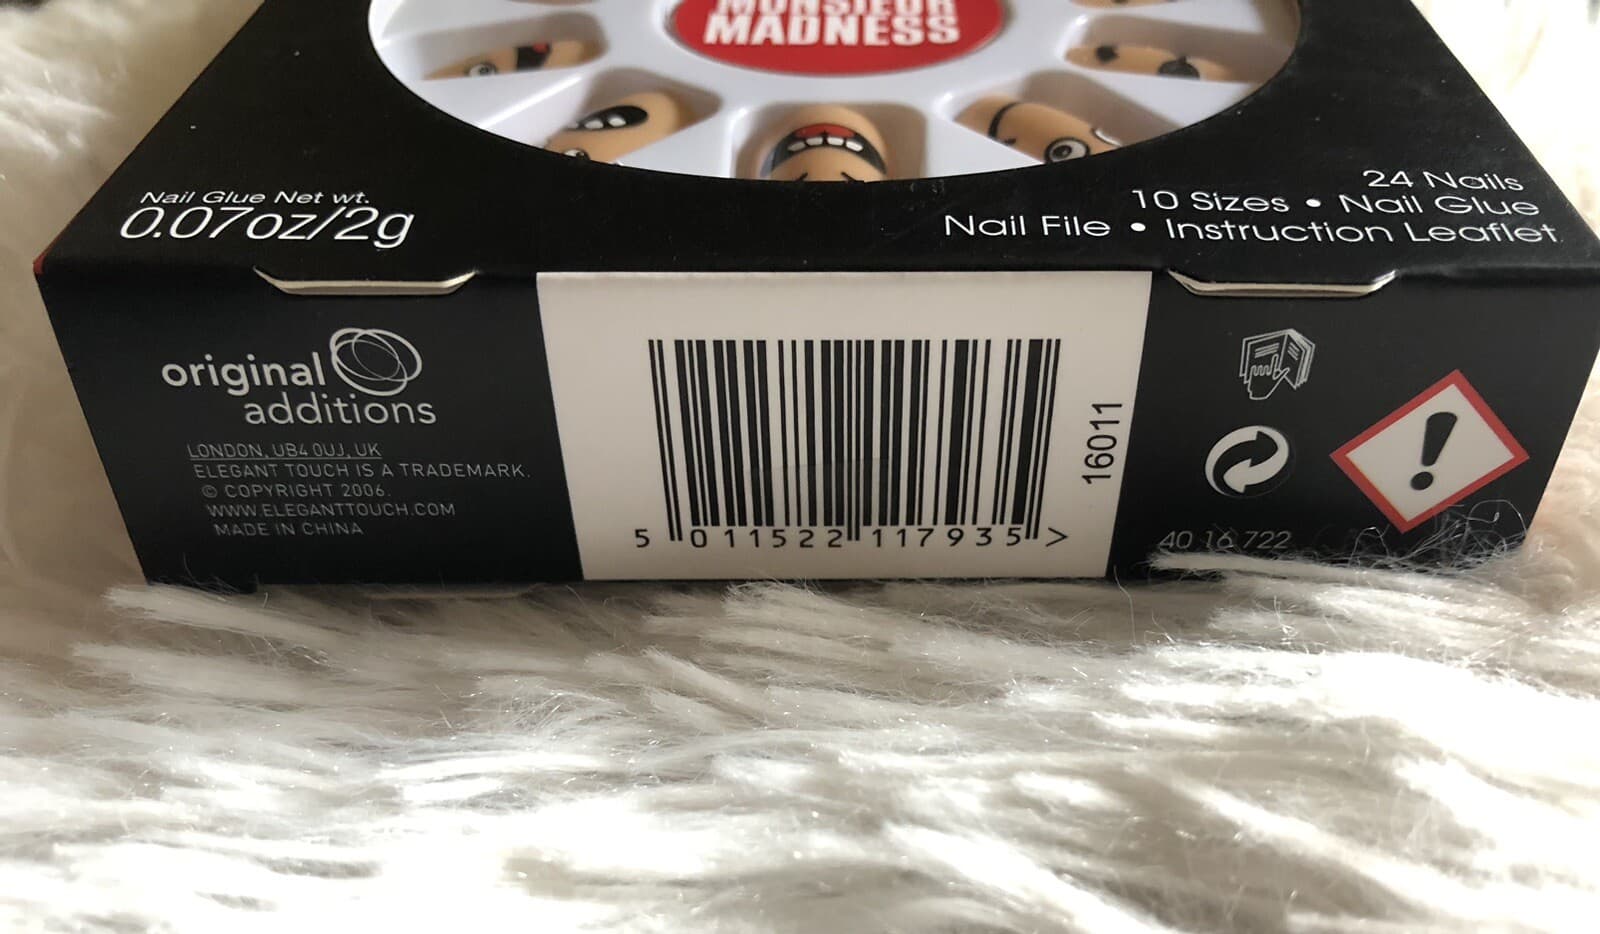 MONSIEUR
MADNESS
Nail Glue Net wt.
0.07oz/2g
24 Nails
10 Sizes • Nail Glue
Nail File • Instruction Leaflet
original
additions
LONDON, UB4 0UJ, UK
ELEGANT TOUCH IS A TRADEMARK.
© COPYRIGHT 2006.
WWW.ELEGANTTOUCH.COM
MADE IN CHINA
5 011522 117935 >
16011
40 16 722